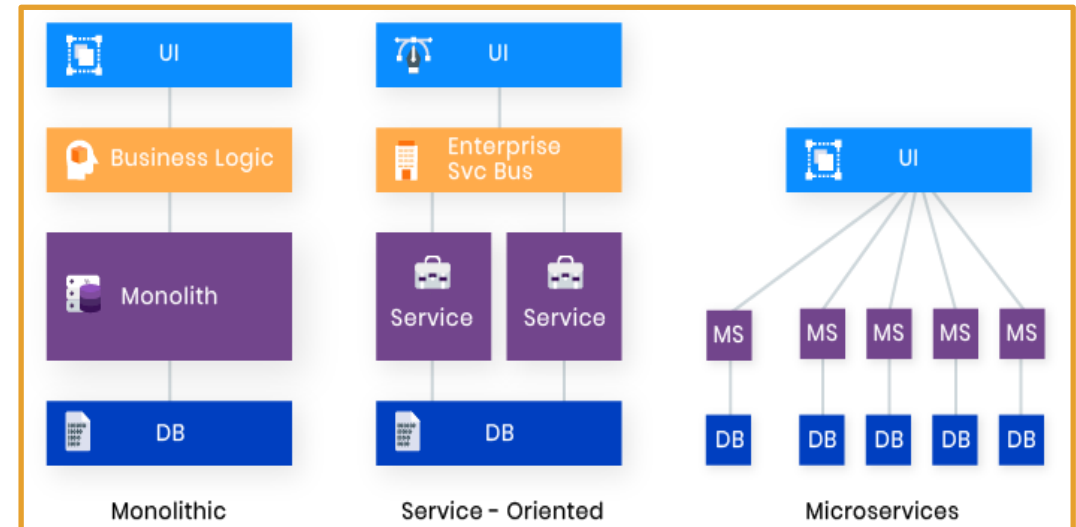 UI
Business Logic
Monolith
DB
Monolithic
UI
Enterprise
Svc Bus
Service
Service
DB
Service - Oriented
UI
MS
MS
MS
MS
MS
DB
DB
DB
DB
DB
Microservices